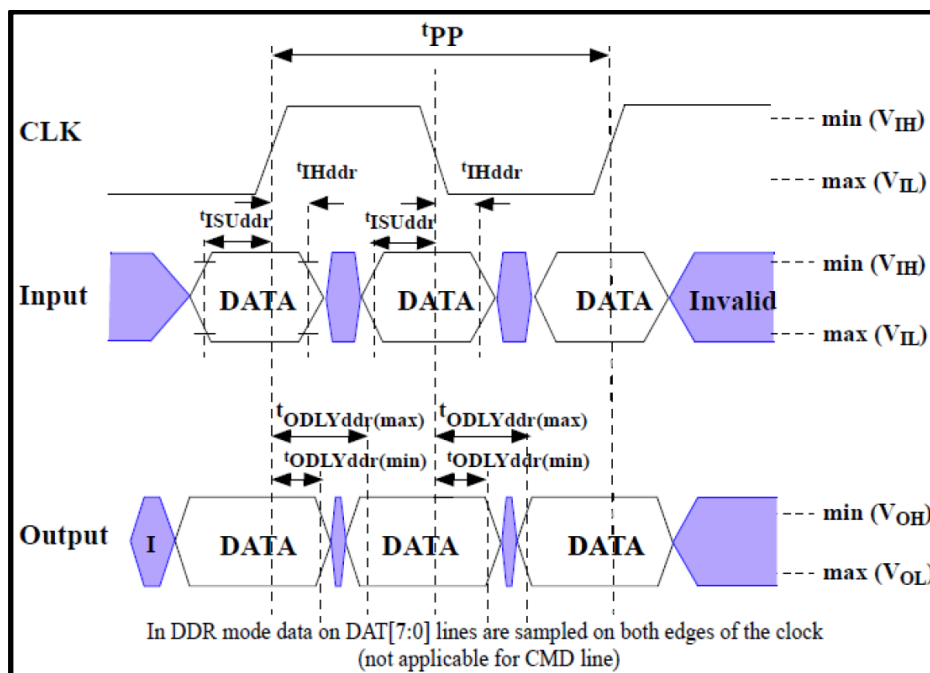 tPP
CLK
min (VIH)
max (VIL)
tIHddr
tIHddr
tISUddr
tISUddr
Input
DATA
DATA
DATA
Invalid
min (VIH)
max (VIL)
tODLYddr(max)
tODLYddr(max)
tODLYddr(min)
tODLYddr(min)
Output
I
DATA
DATA
DATA
min (VOH)
max (VOL)
In DDR mode data on DAT[7:0] lines are sampled on both edges of the clock
(not applicable for CMD line)